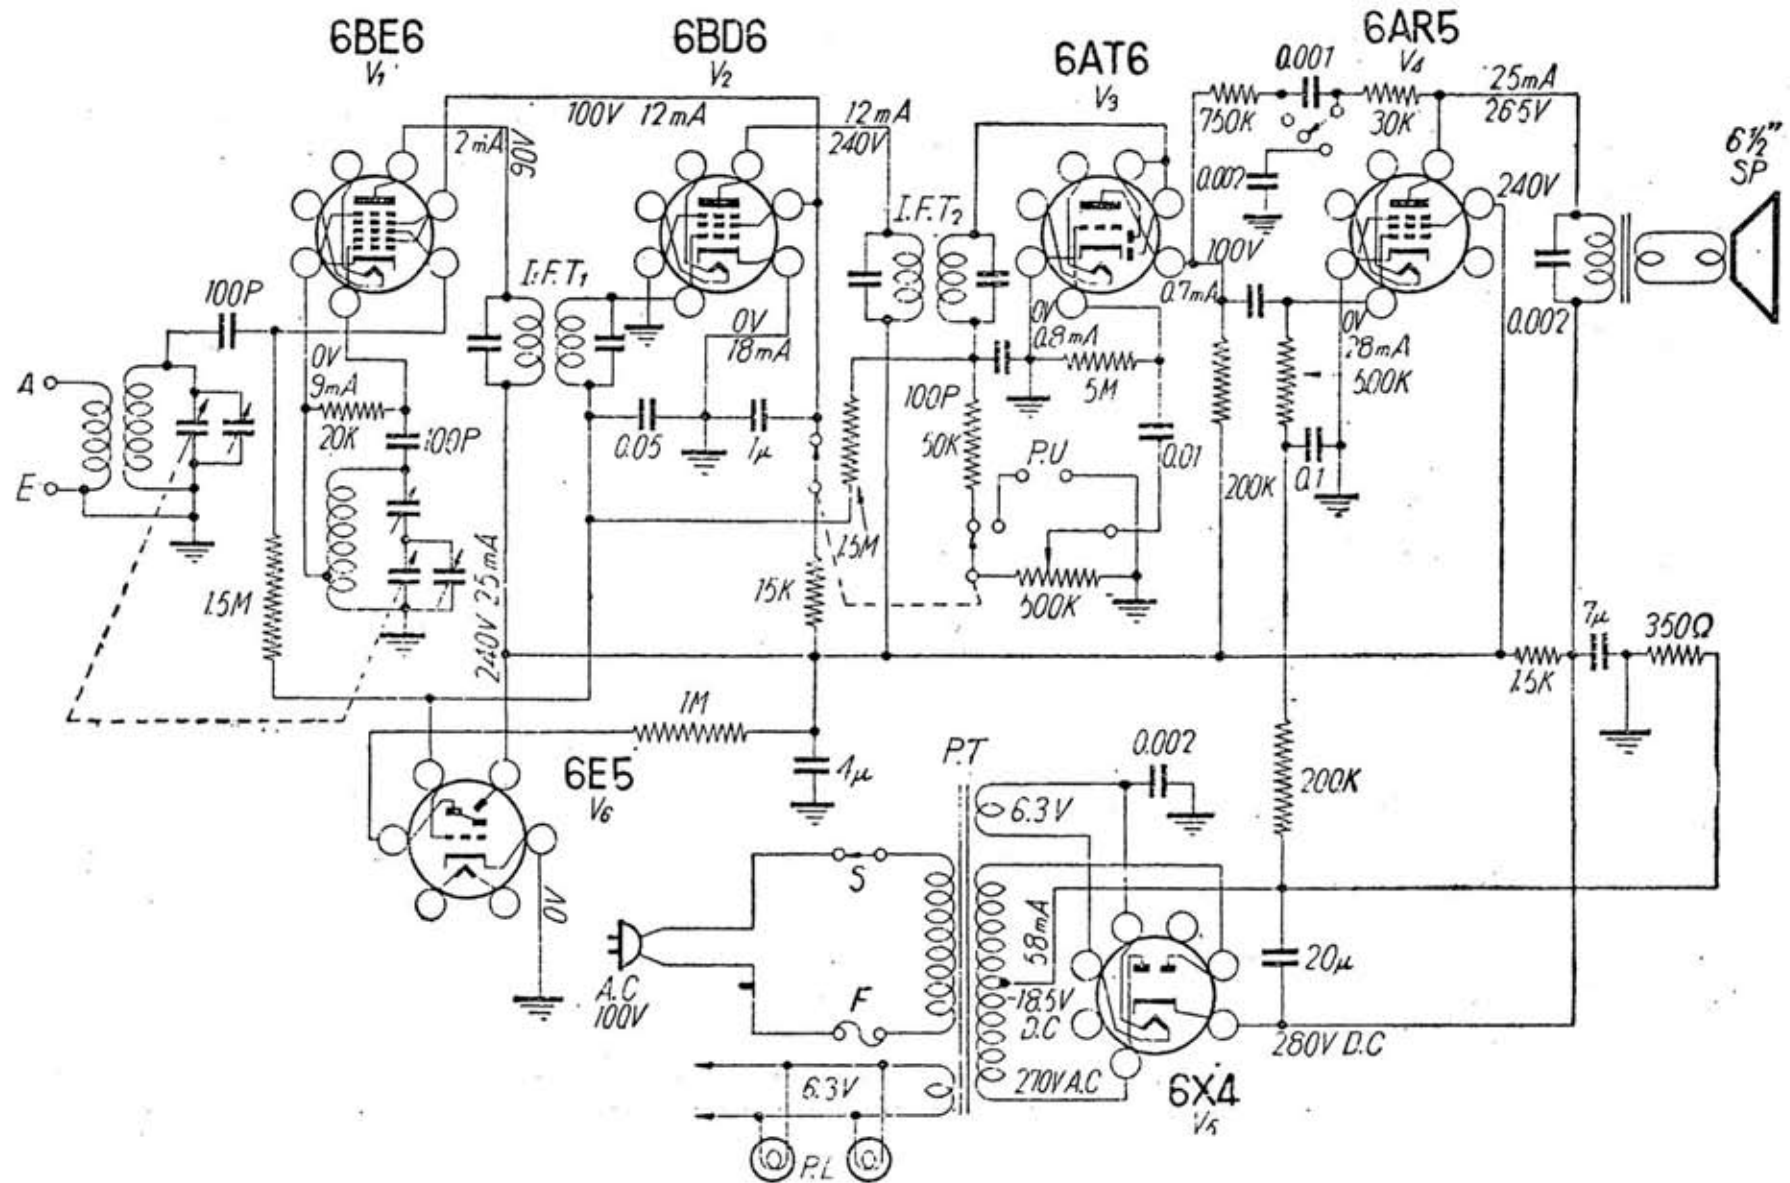 6BE6
V₁
6BD6
V₂
6AT6
V₃
6AR5
V₄
2mA
90V
100V 12mA
12mA
240V
750K
0.001
30K
25mA
265V
6½"
SP
0.002
240V
I.F.T₁
I.F.T₂
100P
0V
18mA
100V
0.7mA
0V
0.8mA
0V
28mA
0.002
A
E
0V
9mA
20K
100P
0.05
1μ
100P
50K
5M
0.01
P.U
200K
500K
0.1
1.5M
240V 25mA
15K
1.5M
500K
1.5K
7μ
350Ω
1M
6E5
V₆
4μ
P.T
0.002
6.3V
200K
0V
S
A.C
100V
F
58mA
-18.5V
D.C
20μ
280V D.C
270V A.C
6X4
V₅
6.3V
P.L